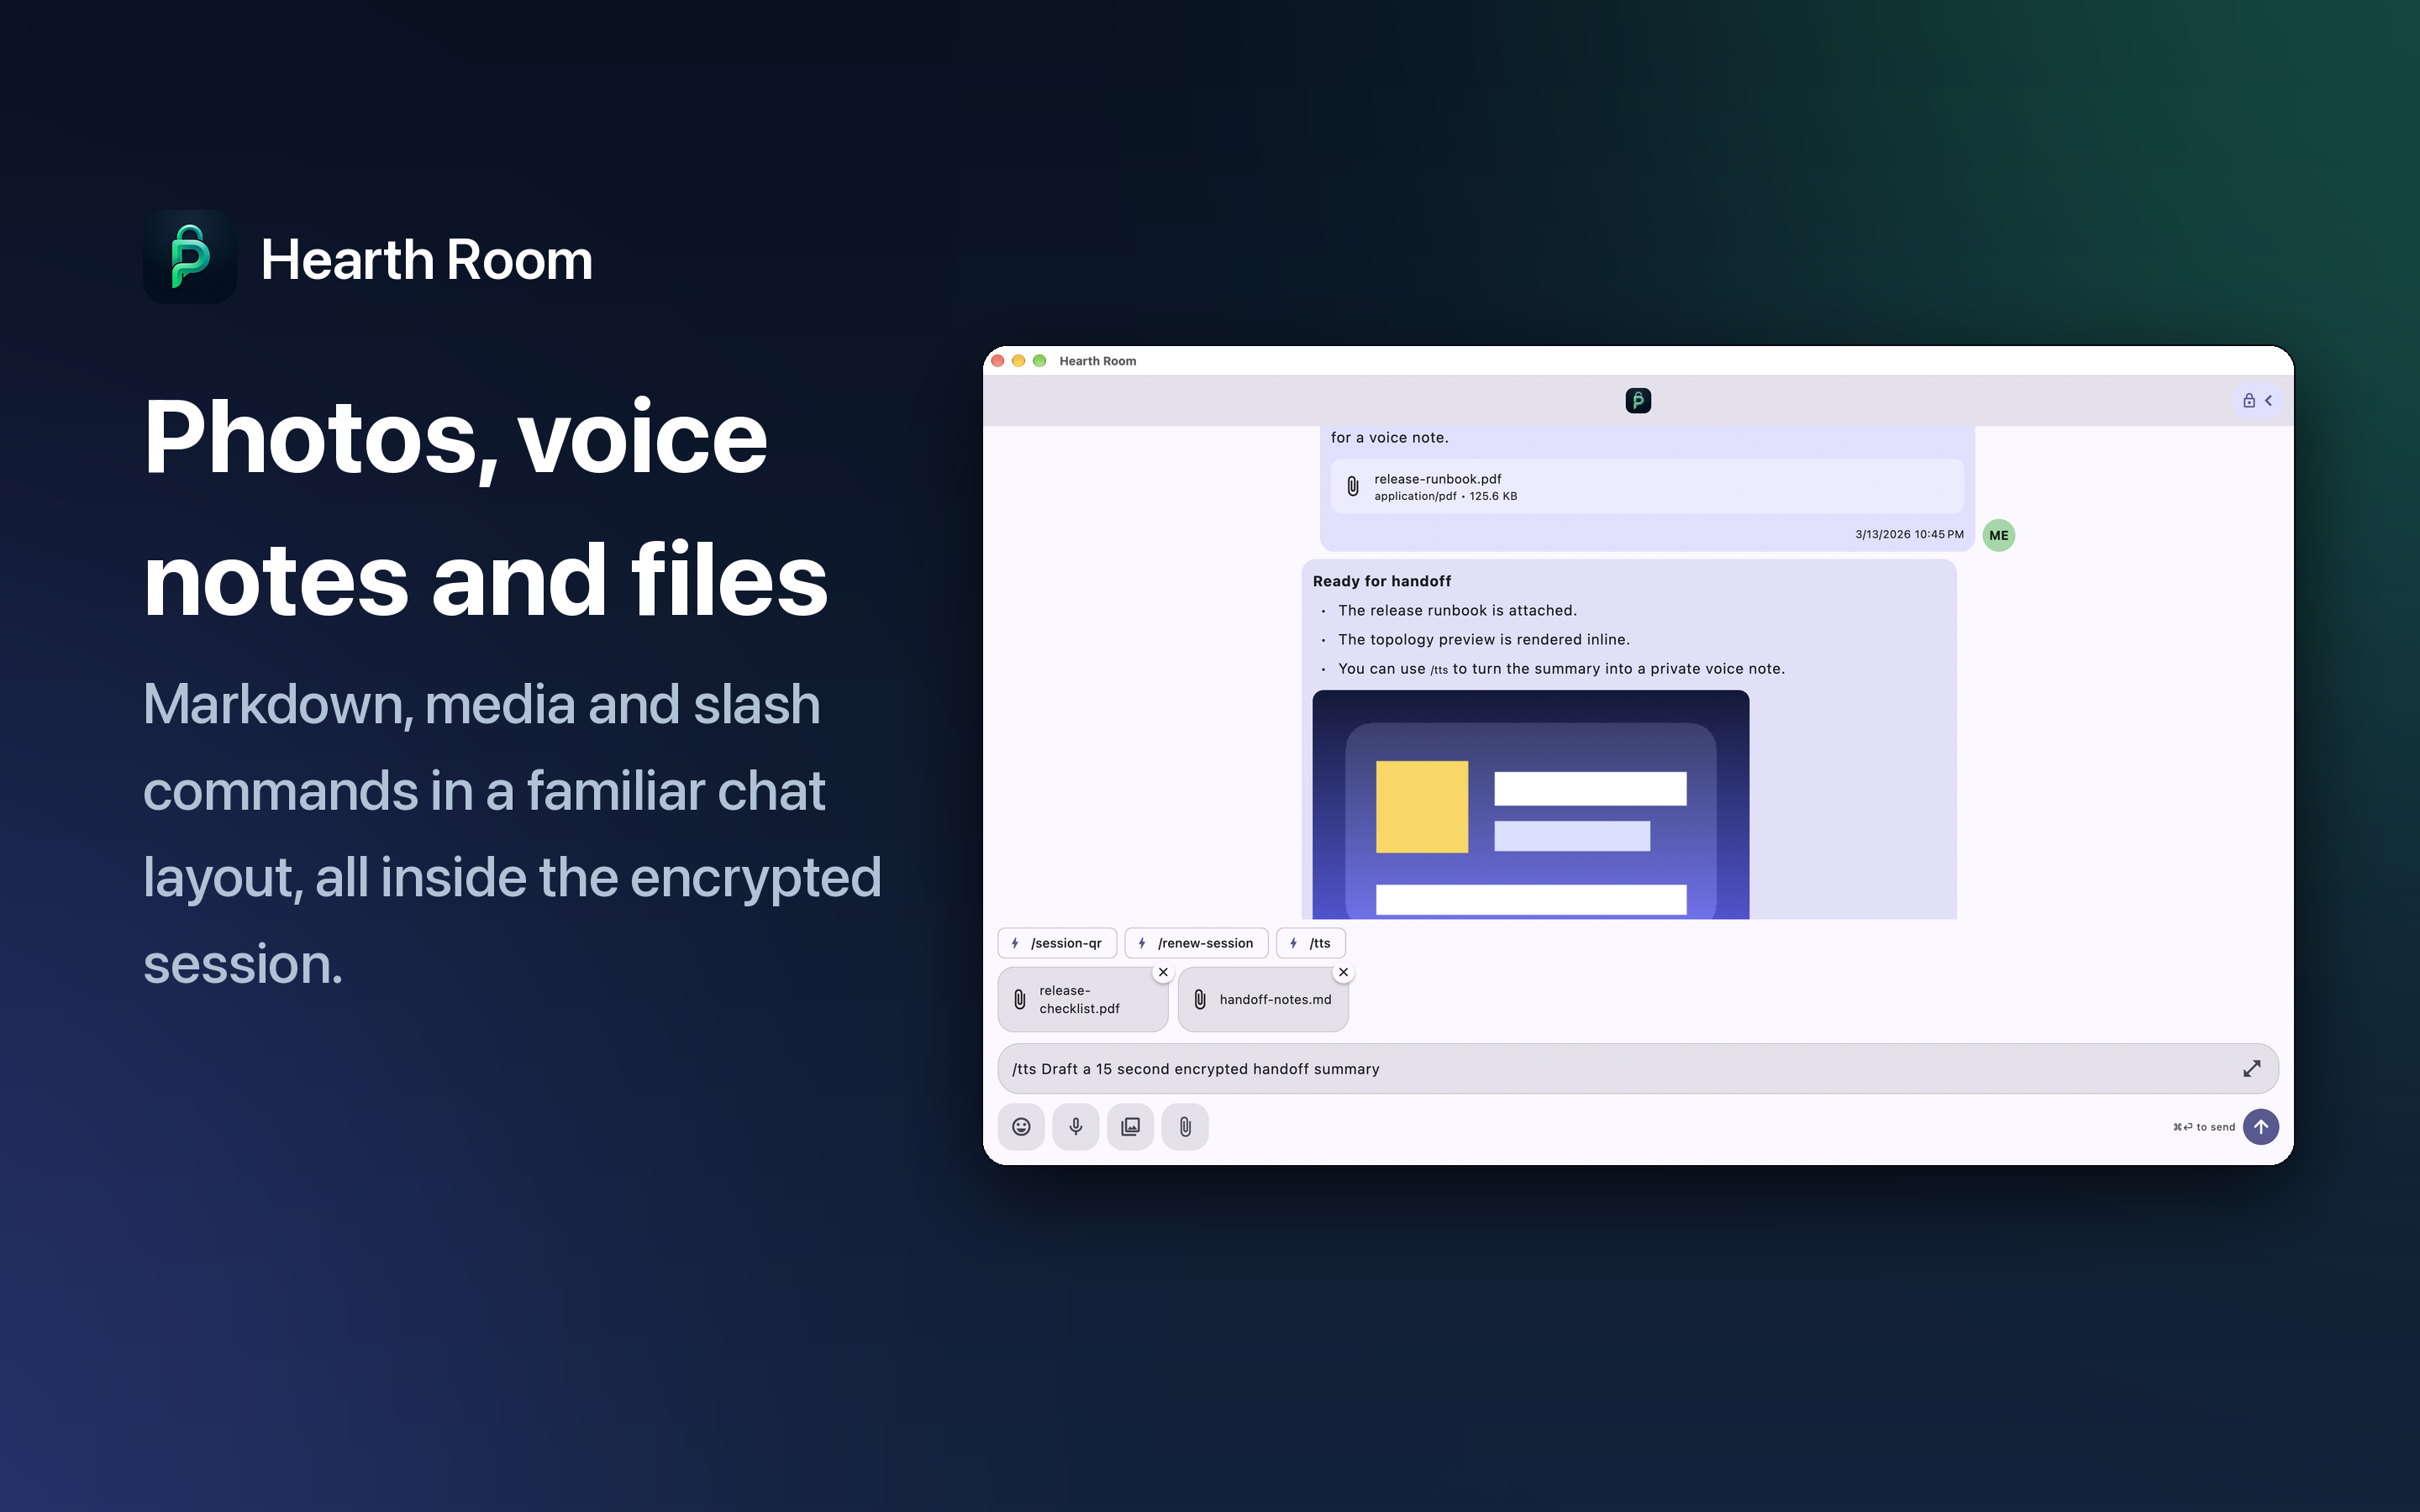 Hearth Room
Photos, voice
notes and files
Markdown, media and slash
commands in a familiar chat
layout, all inside the encrypted
session.
Hearth Room
for a voice note.
release-runbook.pdf
application/pdf • 125.6 KB
3/13/2026 10:45 PM
ME
Ready for handoff
• The release runbook is attached.
• The topology preview is rendered inline.
• You can use /tts to turn the summary into a private voice note.
/session-qr
/renew-session
/tts
release-
checklist.pdf
handoff-notes.md
/tts Draft a 15 second encrypted handoff summary
⌘↵ to send